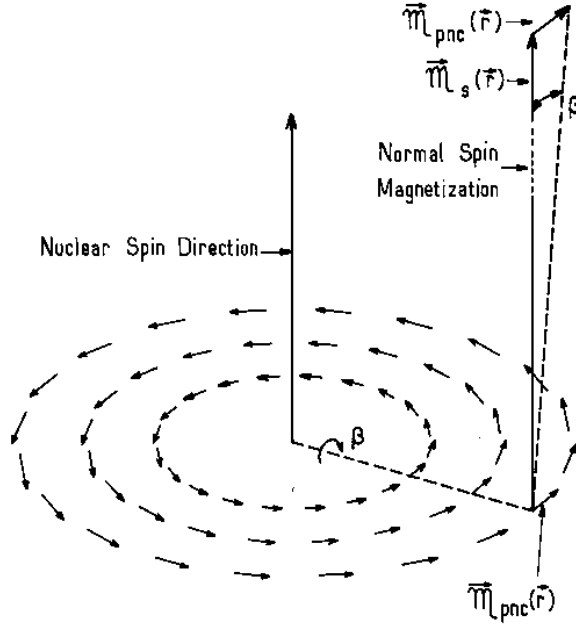 𝔐⃗pnc(r⃗)
𝔐⃗s(r⃗)
β
Normal Spin
Magnetization
Nuclear Spin Direction
β
𝔐⃗pnc(r⃗)